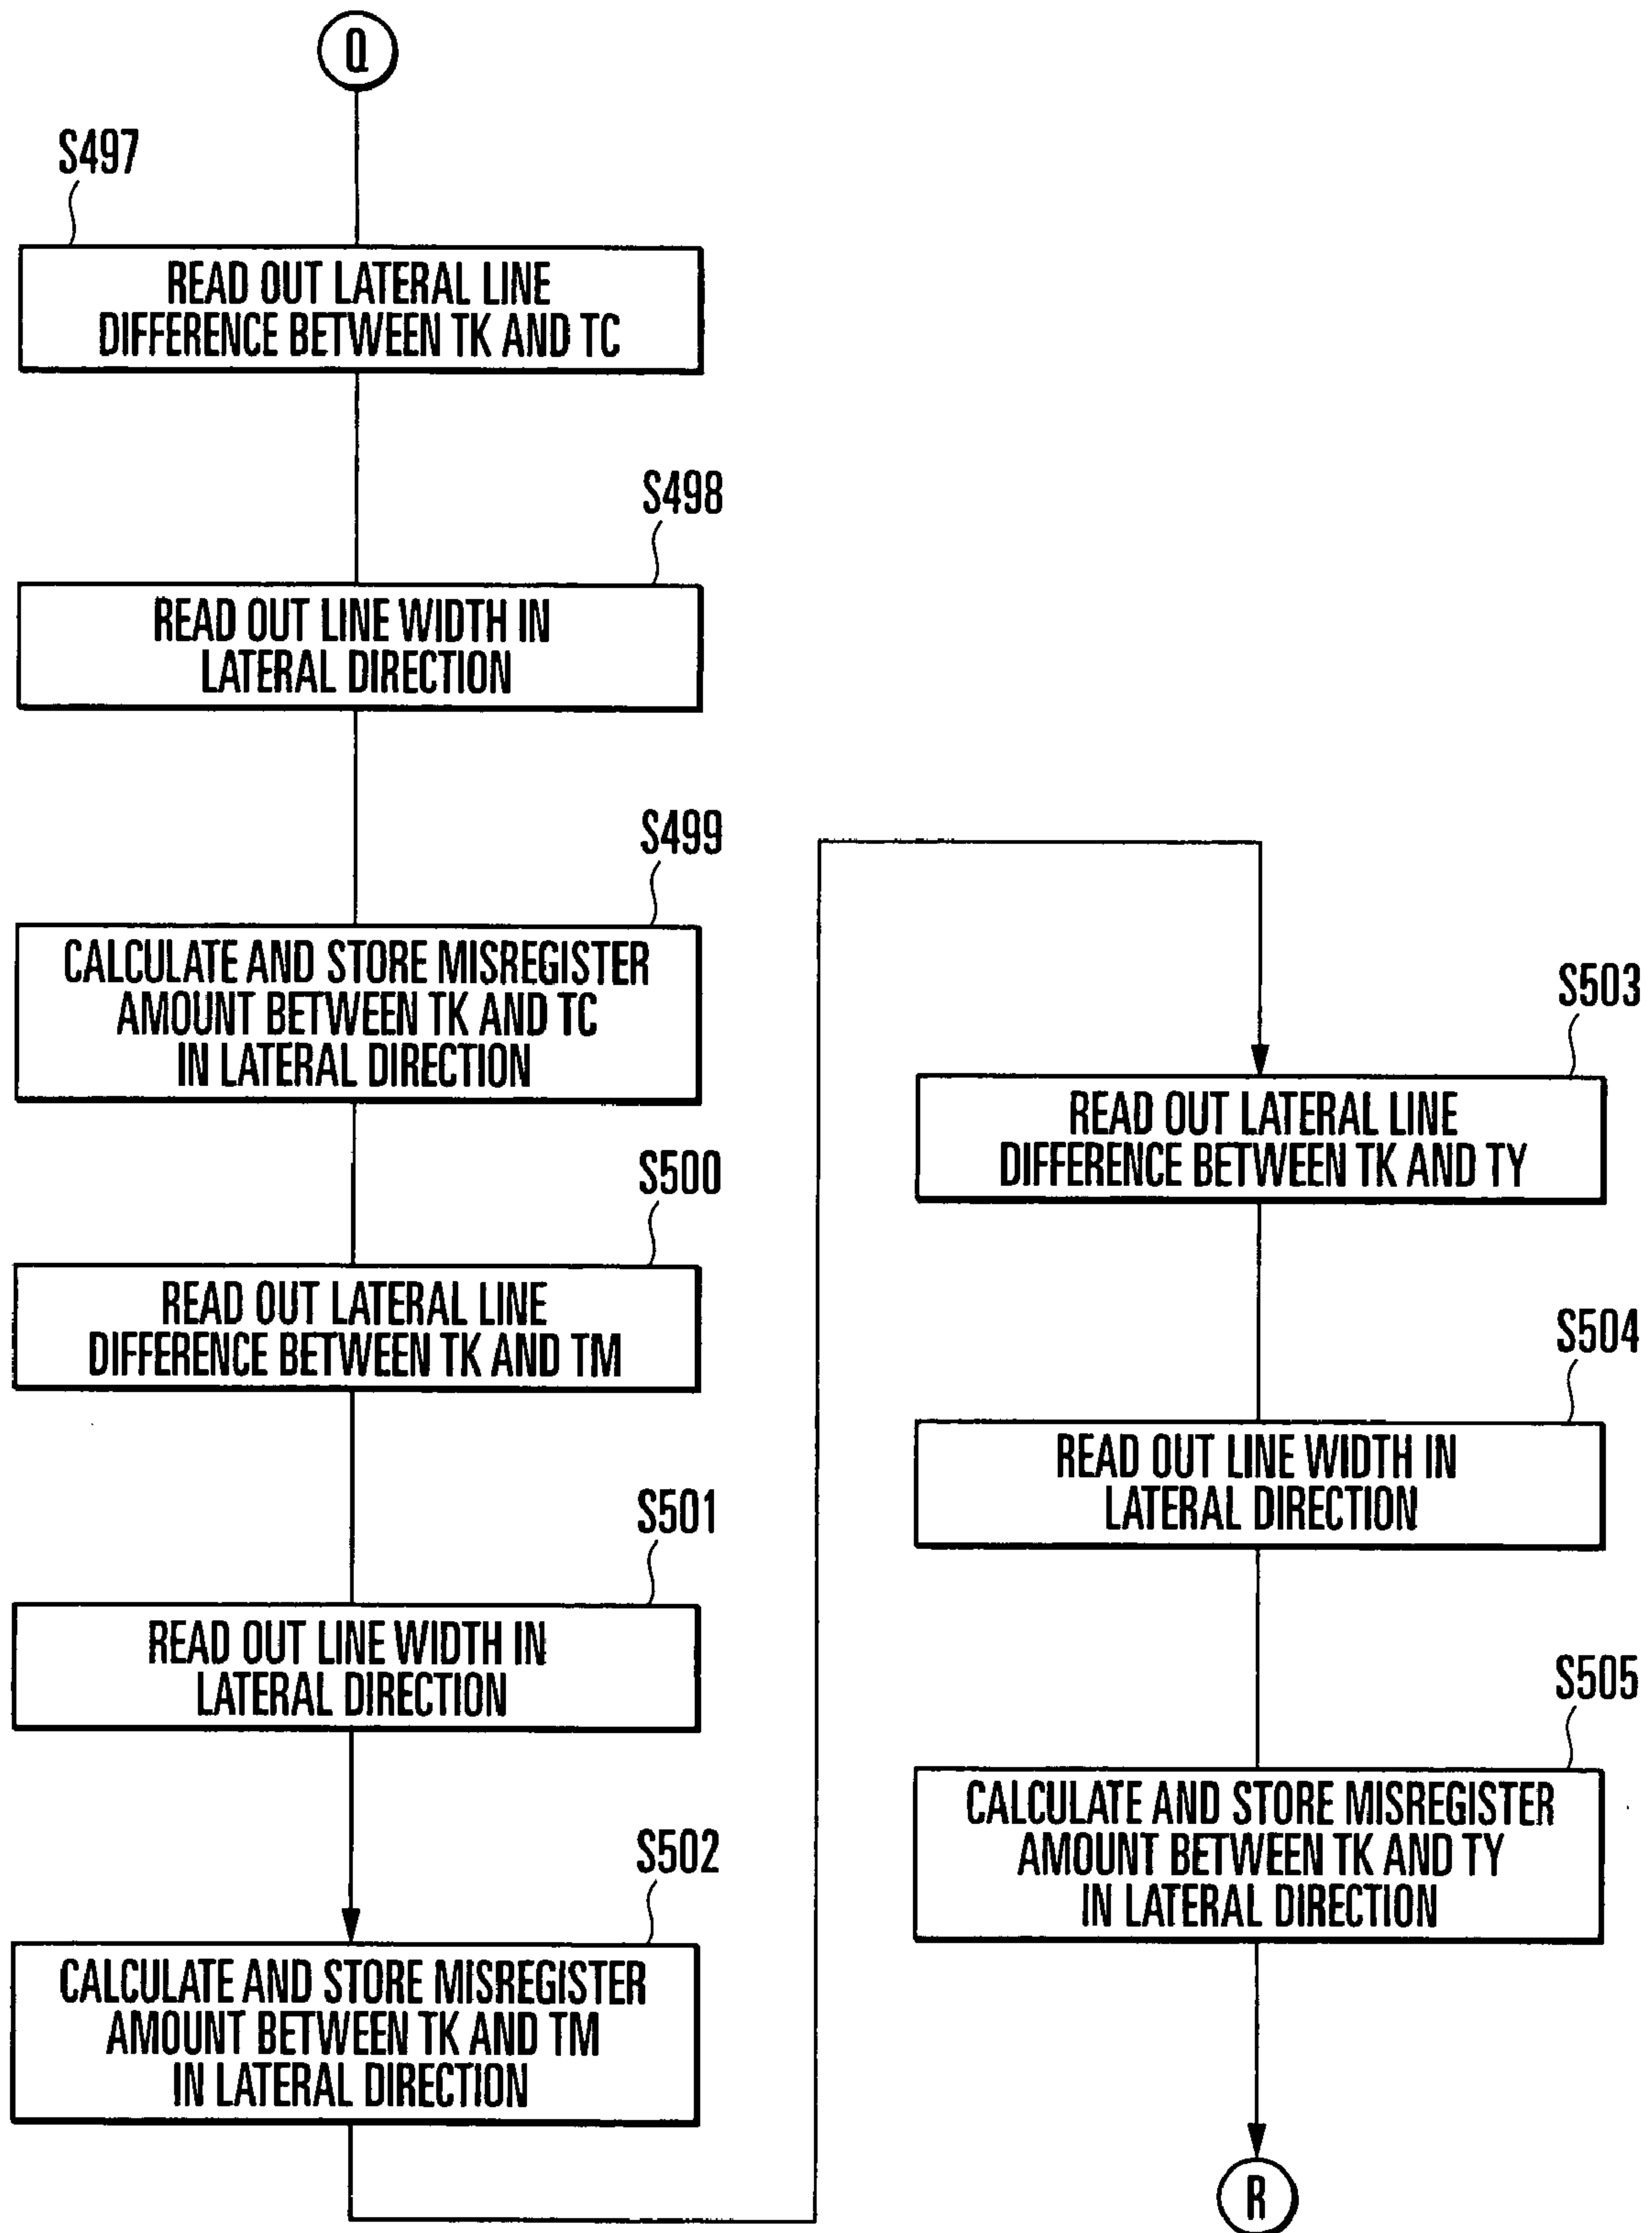 Q
S497
READ OUT LATERAL LINE
DIFFERENCE BETWEEN TK AND TC
S498
READ OUT LINE WIDTH IN
LATERAL DIRECTION
S499
CALCULATE AND STORE MISREGISTER
AMOUNT BETWEEN TK AND TC
IN LATERAL DIRECTION
S500
READ OUT LATERAL LINE
DIFFERENCE BETWEEN TK AND TM
S501
READ OUT LINE WIDTH IN
LATERAL DIRECTION
S502
CALCULATE AND STORE MISREGISTER
AMOUNT BETWEEN TK AND TM
IN LATERAL DIRECTION
S503
READ OUT LATERAL LINE
DIFFERENCE BETWEEN TK AND TY
S504
READ OUT LINE WIDTH IN
LATERAL DIRECTION
S505
CALCULATE AND STORE MISREGISTER
AMOUNT BETWEEN TK AND TY
IN LATERAL DIRECTION
R